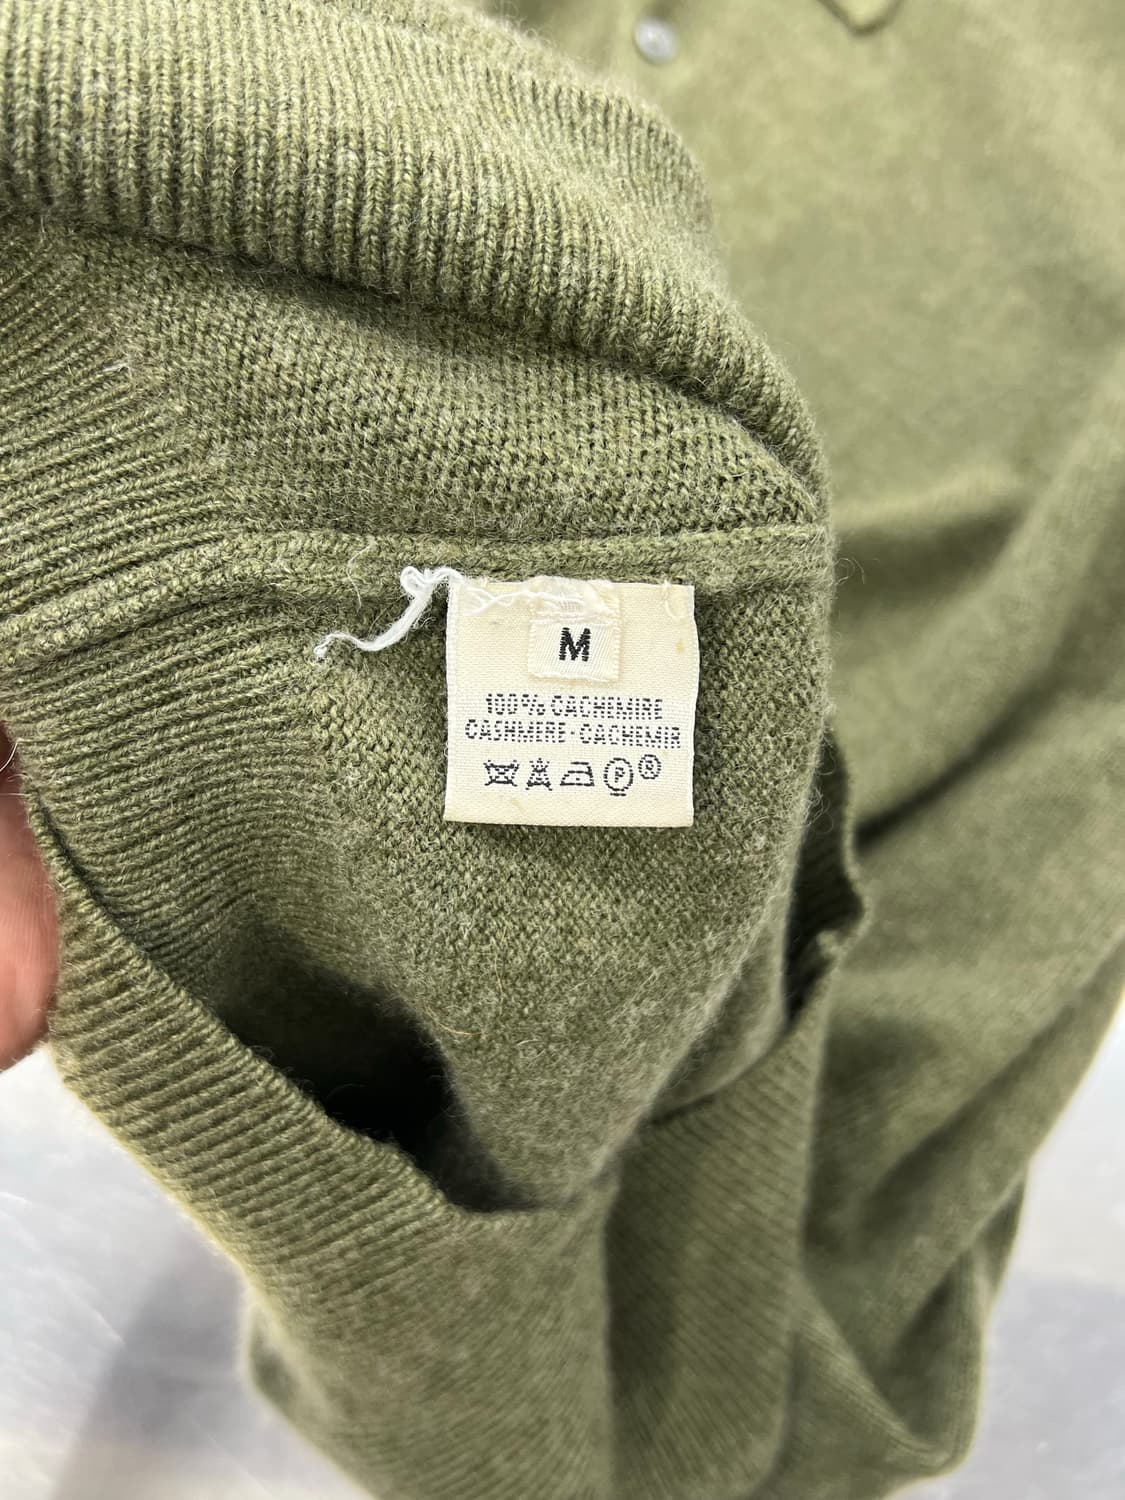 M
100% CACHEMIRE
CASHMERE-CACHEMIR
P ®